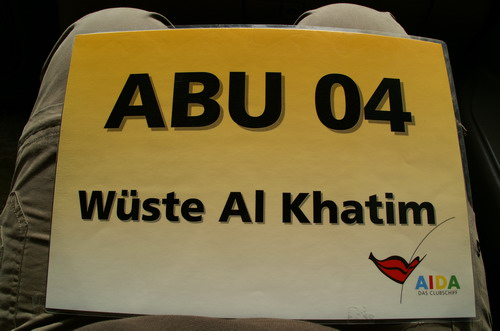 ABU 04
Wüste Al Khatim
AIDA
DAS CLUBSCHIFF